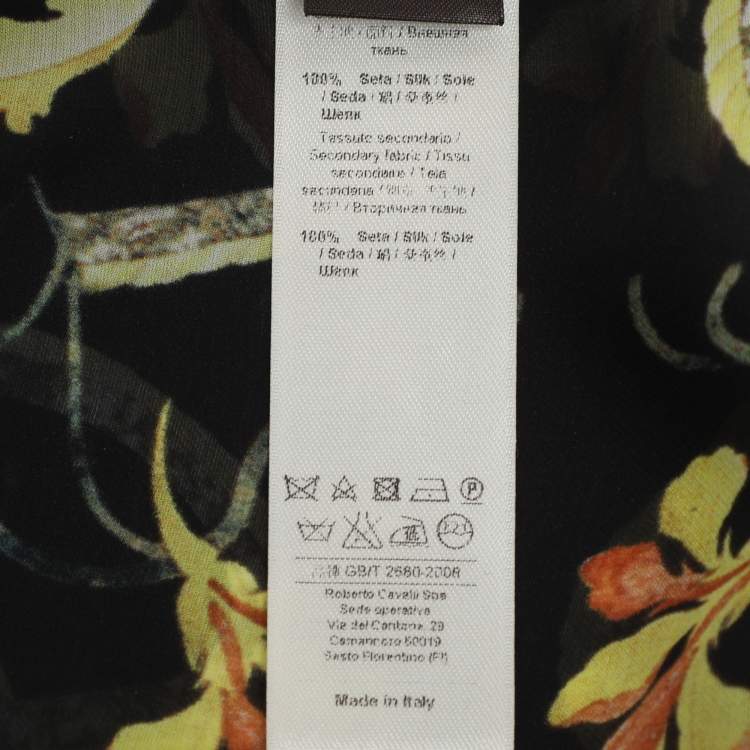 / Внешняя
ткань
100% Seta / Silk / Soie
/ Seda / 絹 / 桑蚕丝 /
Шелк
Tessuto secondario /
Secondary fabric / Tissu
secondaire / Tela
secundaria /
/ Вторичная ткань
100% Seta / Silk / Soie
/ Seda / 絹 / 桑蚕丝 /
Шелк
P
GB/T 2660-2008
Roberto Cavalli Spa
Sede operativa
Via del Cantone, 29
Osmannoro 50019
Sesto Fiorentino (FI)
Made in Italy